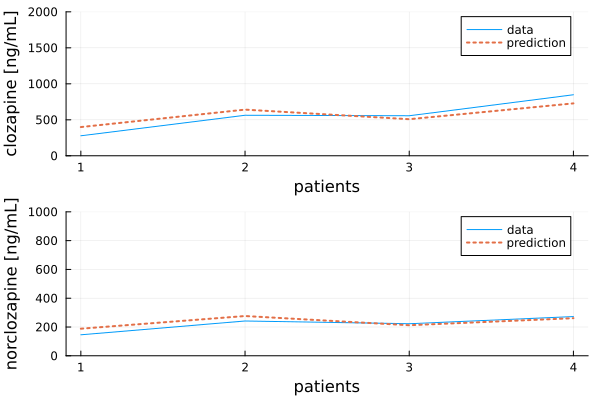 clozapine [ng/mL]
2000
1500
1000
500
0
data
prediction
1 2 3 4
patients
norclozapine [ng/mL]
1000
800
600
400
200
0
data
prediction
1 2 3 4
patients